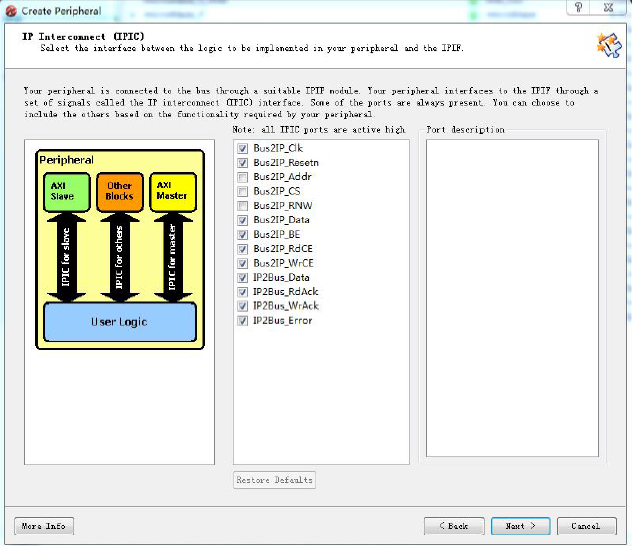 Create Peripheral
IP Interconnect (IPIC)
Select the interface between the logic to be implemented in your peripheral and the IPIF.
Your peripheral is connected to the bus through a suitable IPIF module. Your peripheral interfaces to the IPIF through a
set of signals called the IP interconnect (IPIC) interface. Some of the ports are always present. You can choose to
include the others based on the functionality required by your peripheral.
Note: all IPIC ports are active high
Port description
Peripheral
AXI Slave
Other Blocks
AXI Master
IPIC for slave
IPIC for others
IPIC for master
User Logic
Bus2IP_Clk
Bus2IP_Resetn
Bus2IP_Addr
Bus2IP_CS
Bus2IP_RNW
Bus2IP_Data
Bus2IP_BE
Bus2IP_RdCE
Bus2IP_WrCE
IP2Bus_Data
IP2Bus_RdAck
IP2Bus_WrAck
IP2Bus_Error
Restore Defaults
More Info
< Back
Next >
Cancel